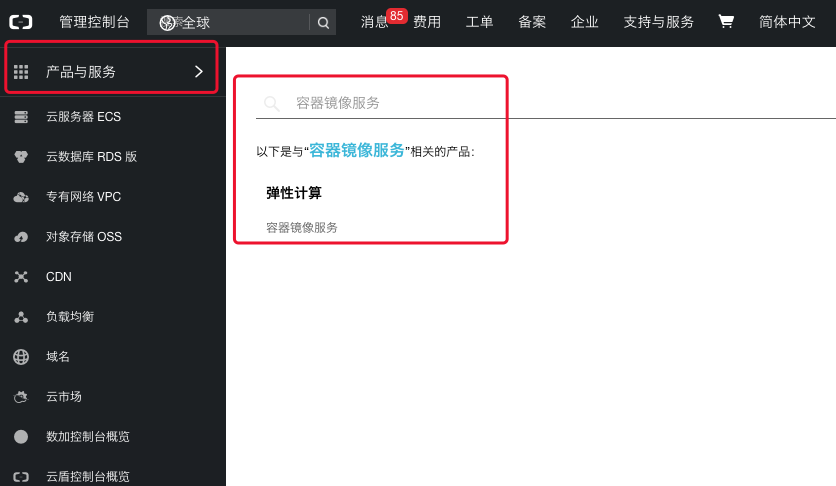 管理控制台
搜索
全球
消息 85
费用
工单
备案
企业
支持与服务
简体中文
产品与服务
云服务器 ECS
云数据库 RDS 版
专有网络 VPC
对象存储 OSS
CDN
负载均衡
域名
云市场
数加控制台概览
云盾控制台概览
容器镜像服务
以下是与“容器镜像服务”相关的产品:
弹性计算
容器镜像服务